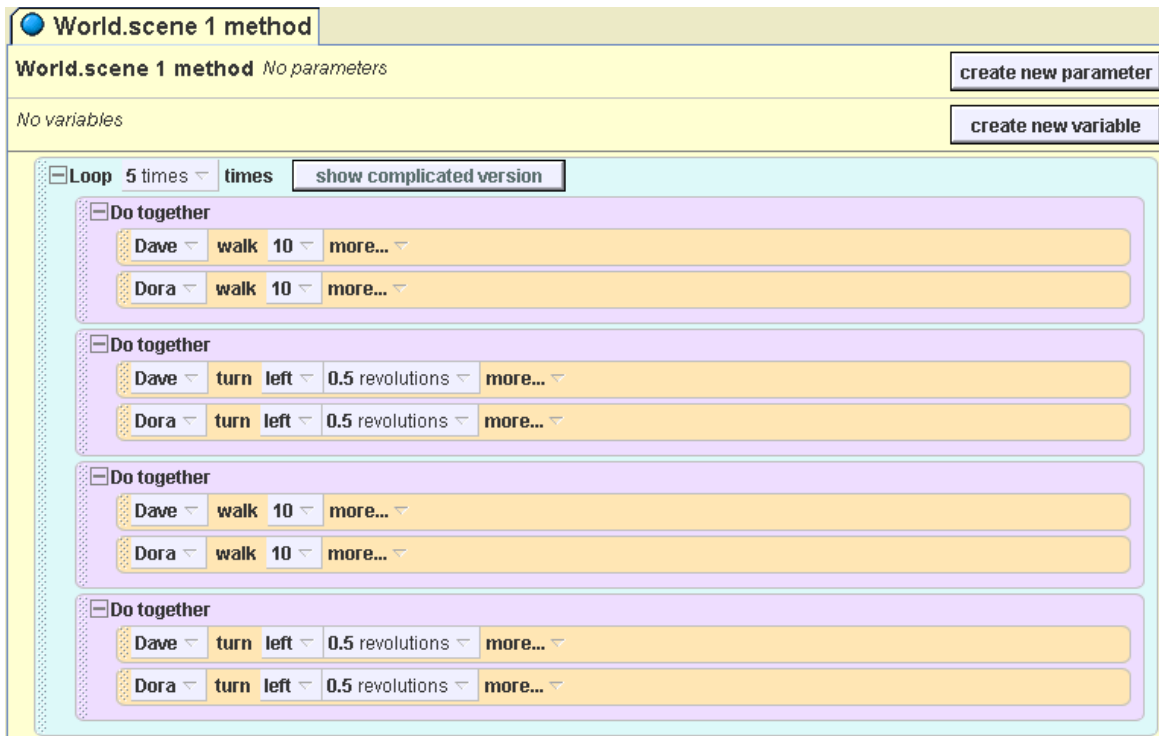 World.scene 1 method
World.scene 1 method No parameters create new parameter
No variables create new variable
Loop 5 times times show complicated version
Do together
Dave walk 10 more...
Dora walk 10 more...
Do together
Dave turn left 0.5 revolutions more...
Dora turn left 0.5 revolutions more...
Do together
Dave walk 10 more...
Dora walk 10 more...
Do together
Dave turn left 0.5 revolutions more...
Dora turn left 0.5 revolutions more...